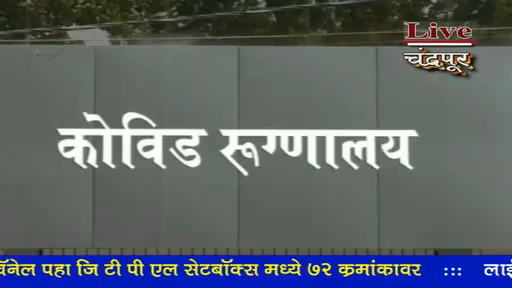 Live
चंद्रपूर
कोविड रूग्णालय
चॅनेल पहा जि टी पी एल सेटबॉक्स मध्ये ७२ क्रमांकावर ::: लाई